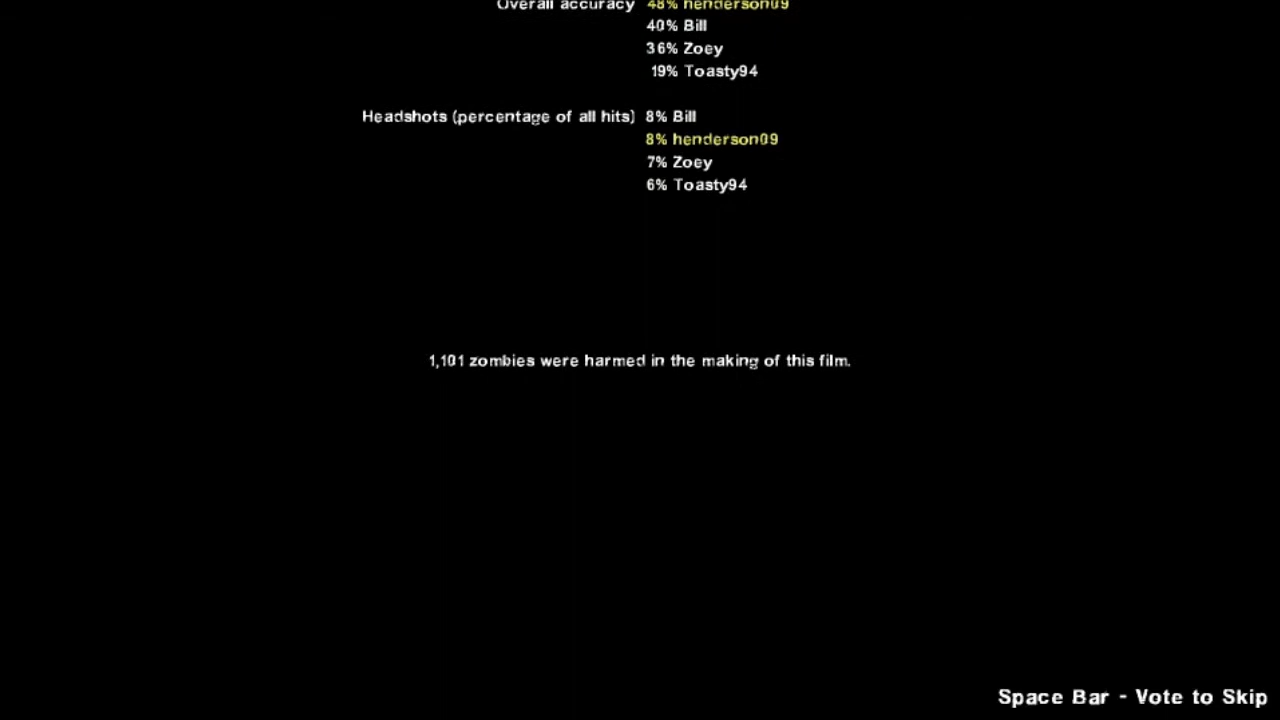 Overall accuracy 48% henderson09
40% Bill
36% Zoey
19% Toasty94
Headshots (percentage of all hits) 8% Bill
8% henderson09
7% Zoey
6% Toasty94
1,101 zombies were harmed in the making of this film.
Space Bar - Vote to Skip